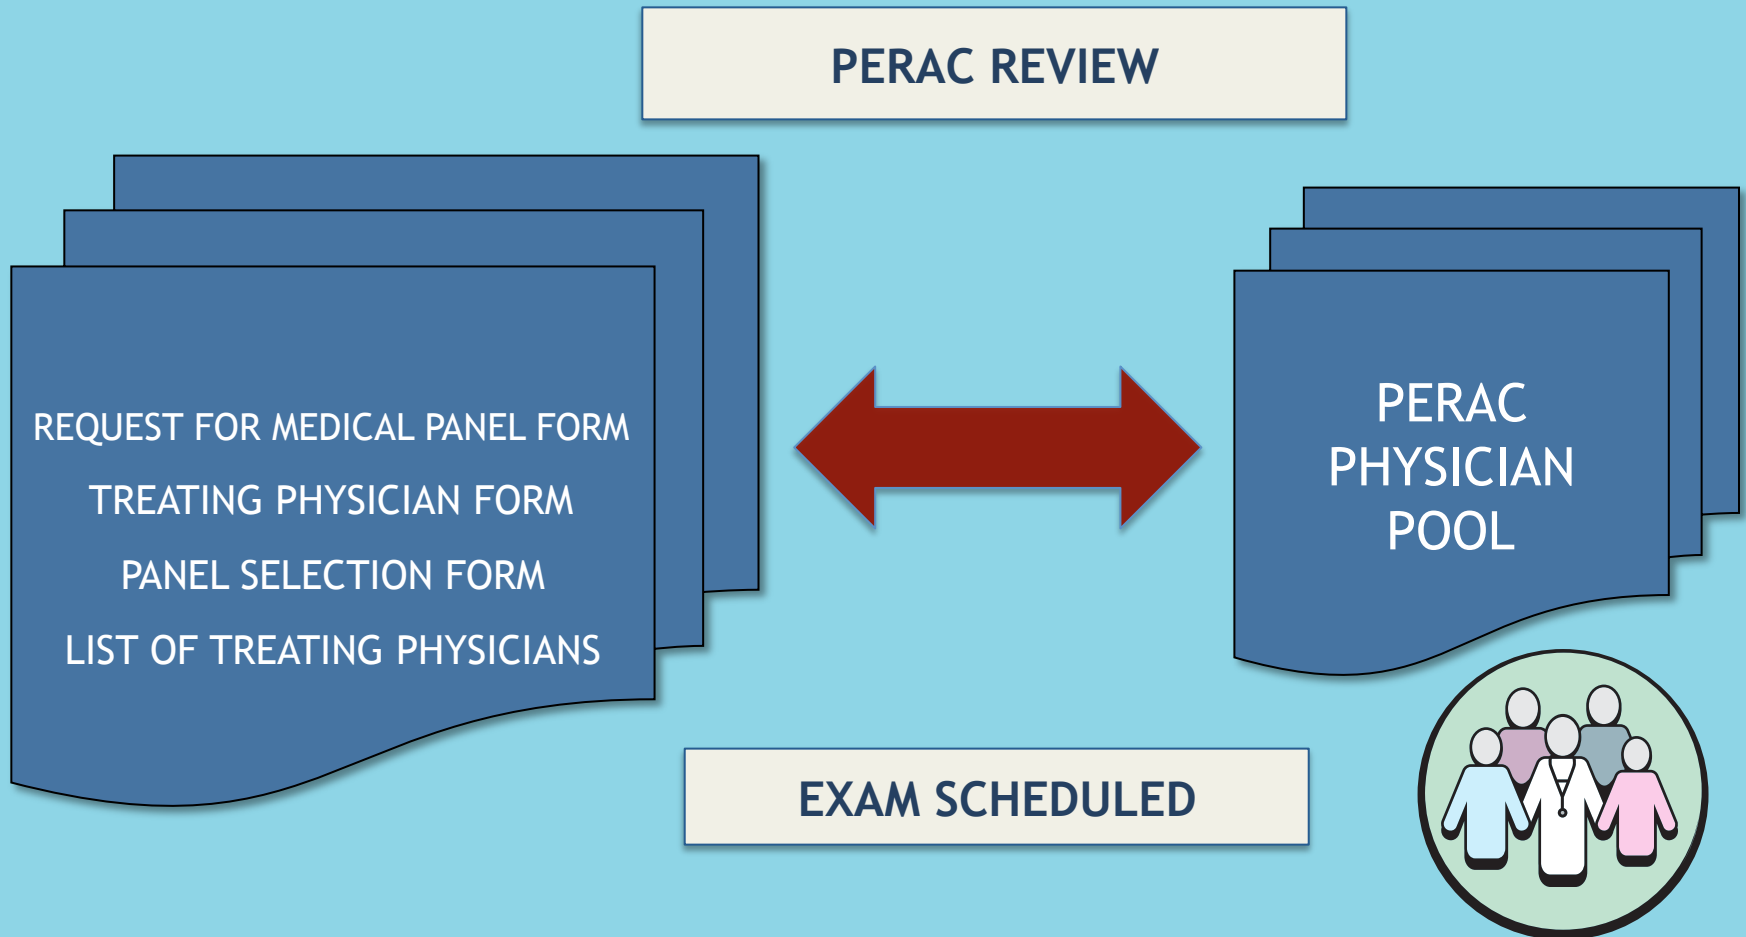 PERAC REVIEW
REQUEST FOR MEDICAL PANEL FORM
TREATING PHYSICIAN FORM
PANEL SELECTION FORM
LIST OF TREATING PHYSICIANS
PERAC
PHYSICIAN
POOL
EXAM SCHEDULED